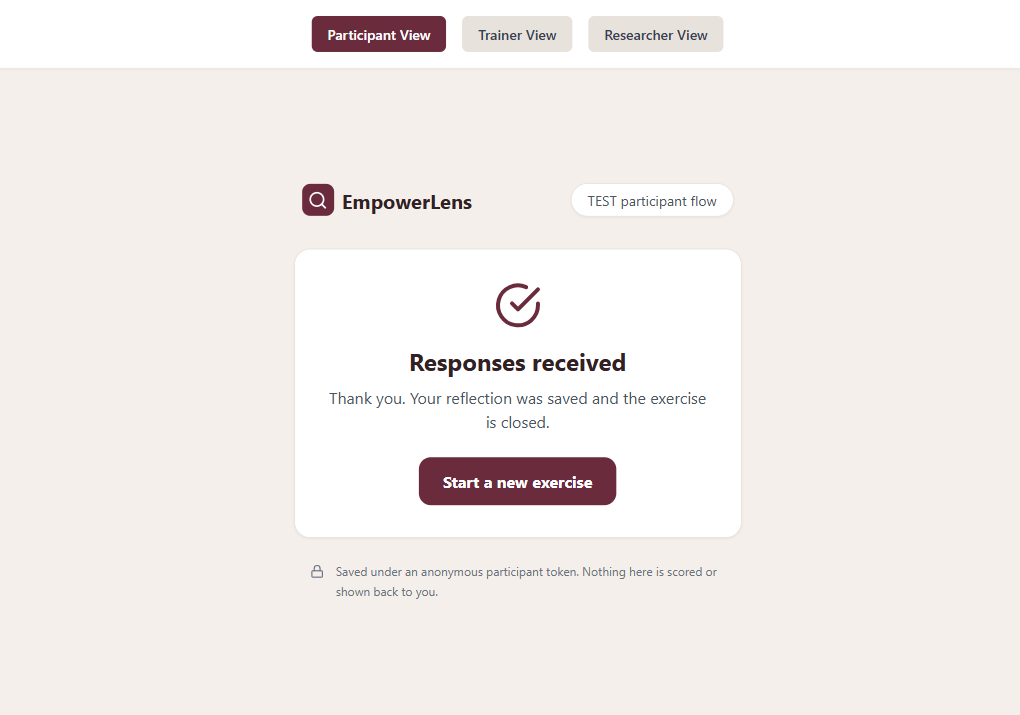 Participant View
Trainer View
Researcher View
EmpowerLens
TEST participant flow
Responses received
Thank you. Your reflection was saved and the exercise
is closed.
Start a new exercise
Saved under an anonymous participant token. Nothing here is scored or
shown back to you.